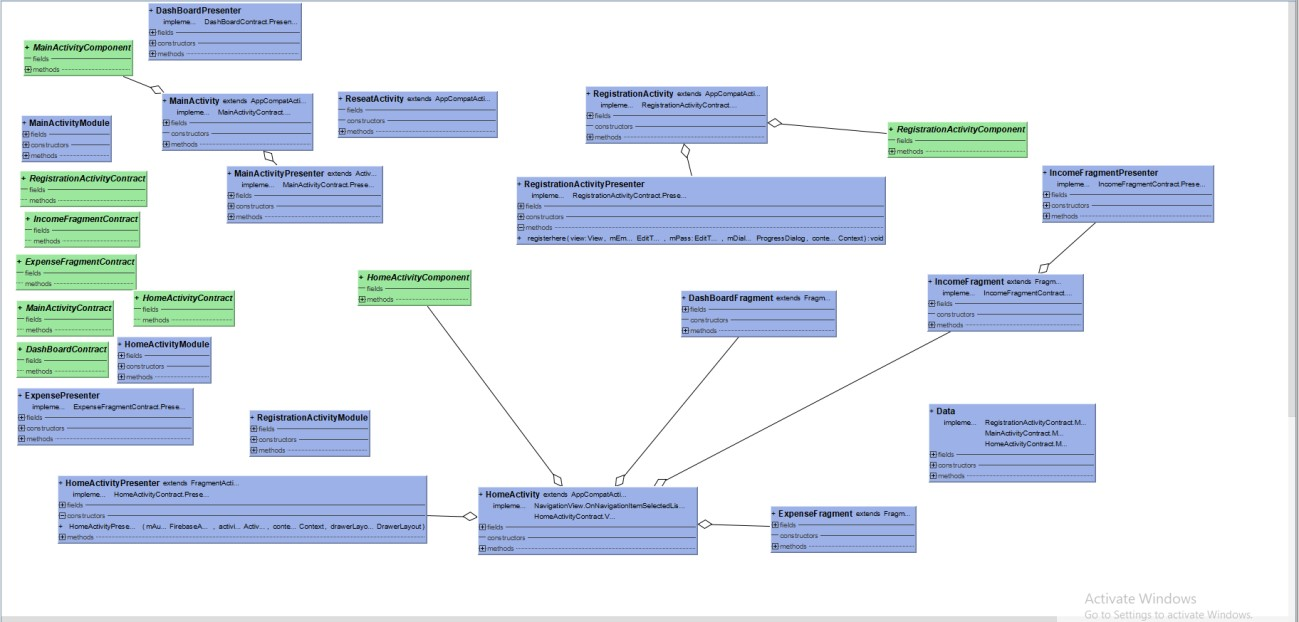 + DashBoardPresenter
impleme... DashBoardContract.Presen...
fields
constructors
methods
+ MainActivityComponent
fields
methods
+ MainActivity extends AppCompatActi...
impleme... MainActivityContract....
fields
constructors
methods
+ ReseatActivity extends AppCompatActi...
fields
constructors
methods
+ RegistrationActivity extends AppCompatActi...
impleme... RegistrationActivityContract....
fields
constructors
methods
+ RegistrationActivityComponent
fields
methods
+ MainActivityModule
fields
constructors
methods
+ MainActivityPresenter extends Activ...
impleme... MainActivityContract.Prese...
fields
constructors
methods
+ RegistrationActivityPresenter
impleme... RegistrationActivityContract.Prese...
fields
constructors
methods
+ registerhere (view: View, mEm... EditT... , mPass: EditT... , mDial... ProgressDialog, conte... Context): void
+ IncomeFragmentPresenter
impleme... IncomeFragmentContract.Prese...
fields
constructors
methods
+ RegistrationActivityContract
fields
methods
+ IncomeFragmentContract
fields
methods
+ ExpenseFragmentContract
fields
methods
+ HomeActivityContract
fields
methods
+ MainActivityContract
fields
methods
+ HomeActivityComponent
fields
methods
+ DashBoardFragment extends Fragm...
fields
constructors
methods
+ IncomeFragment extends Fragm...
impleme... IncomeFragmentContract....
fields
constructors
methods
+ DashBoardContract
fields
methods
+ HomeActivityModule
fields
constructors
methods
+ ExpensePresenter
impleme... ExpenseFragmentContract.Prese...
fields
constructors
methods
+ RegistrationActivityModule
fields
constructors
methods
+ Data
impleme... RegistrationActivityContract.M...
MainActivityContract.M...
HomeActivityContract.M...
fields
constructors
methods
+ HomeActivityPresenter extends FragmentActi...
impleme... HomeActivityContract.Prese...
fields
constructors
+ HomeActivityPrese... (mAu... FirebaseA... , activi... Activ... , conte... Context, drawerLayo... DrawerLayout)
methods
+ HomeActivity extends AppCompatActi...
impleme... NavigationView.OnNavigationItemSelectedLis...
HomeActivityContract.V...
fields
constructors
methods
+ ExpenseFragment extends Fragm...
fields
constructors
methods
Activate Windows
Go to Settings to activate Windows.